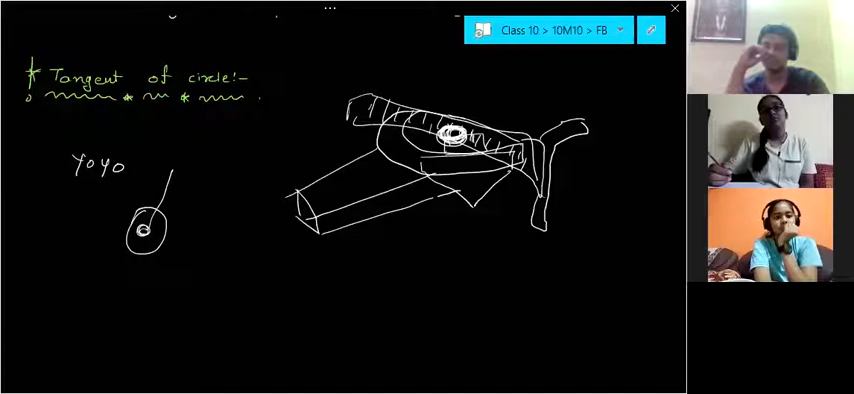 Class 10 > 10M10 > FB
* Tangent of circle:-
yoyo